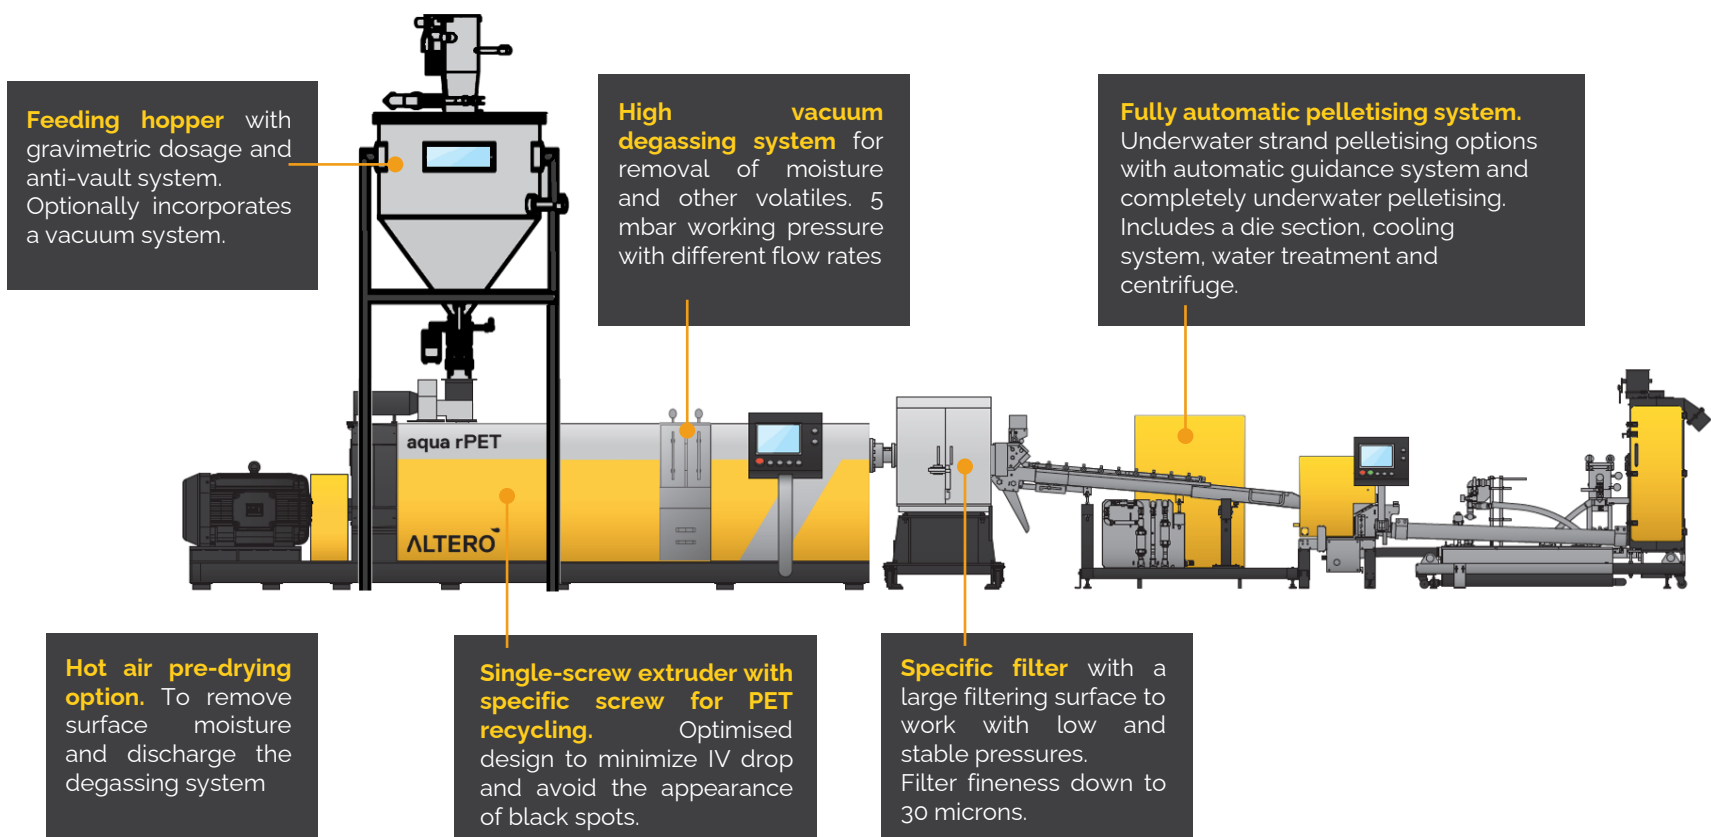 Feeding hopper with
gravimetric dosage and
anti-vault system.
Optionally incorporates
a vacuum system.
High vacuum
degassing system for
removal of moisture
and other volatiles. 5
mbar working pressure
with different flow rates
Fully automatic pelletising system.
Underwater strand pelletising options
with automatic guidance system and
completely underwater pelletising.
Includes a die section, cooling
system, water treatment and
centrifuge.
aqua rPET
ALTERO
Hot air pre-drying
option. To remove
surface moisture
and discharge the
degassing system
Single-screw extruder with
specific screw for PET
recycling. Optimised
design to minimize IV drop
and avoid the appearance
of black spots.
Specific filter with a
large filtering surface to
work with low and
stable pressures.
Filter fineness down to
30 microns.